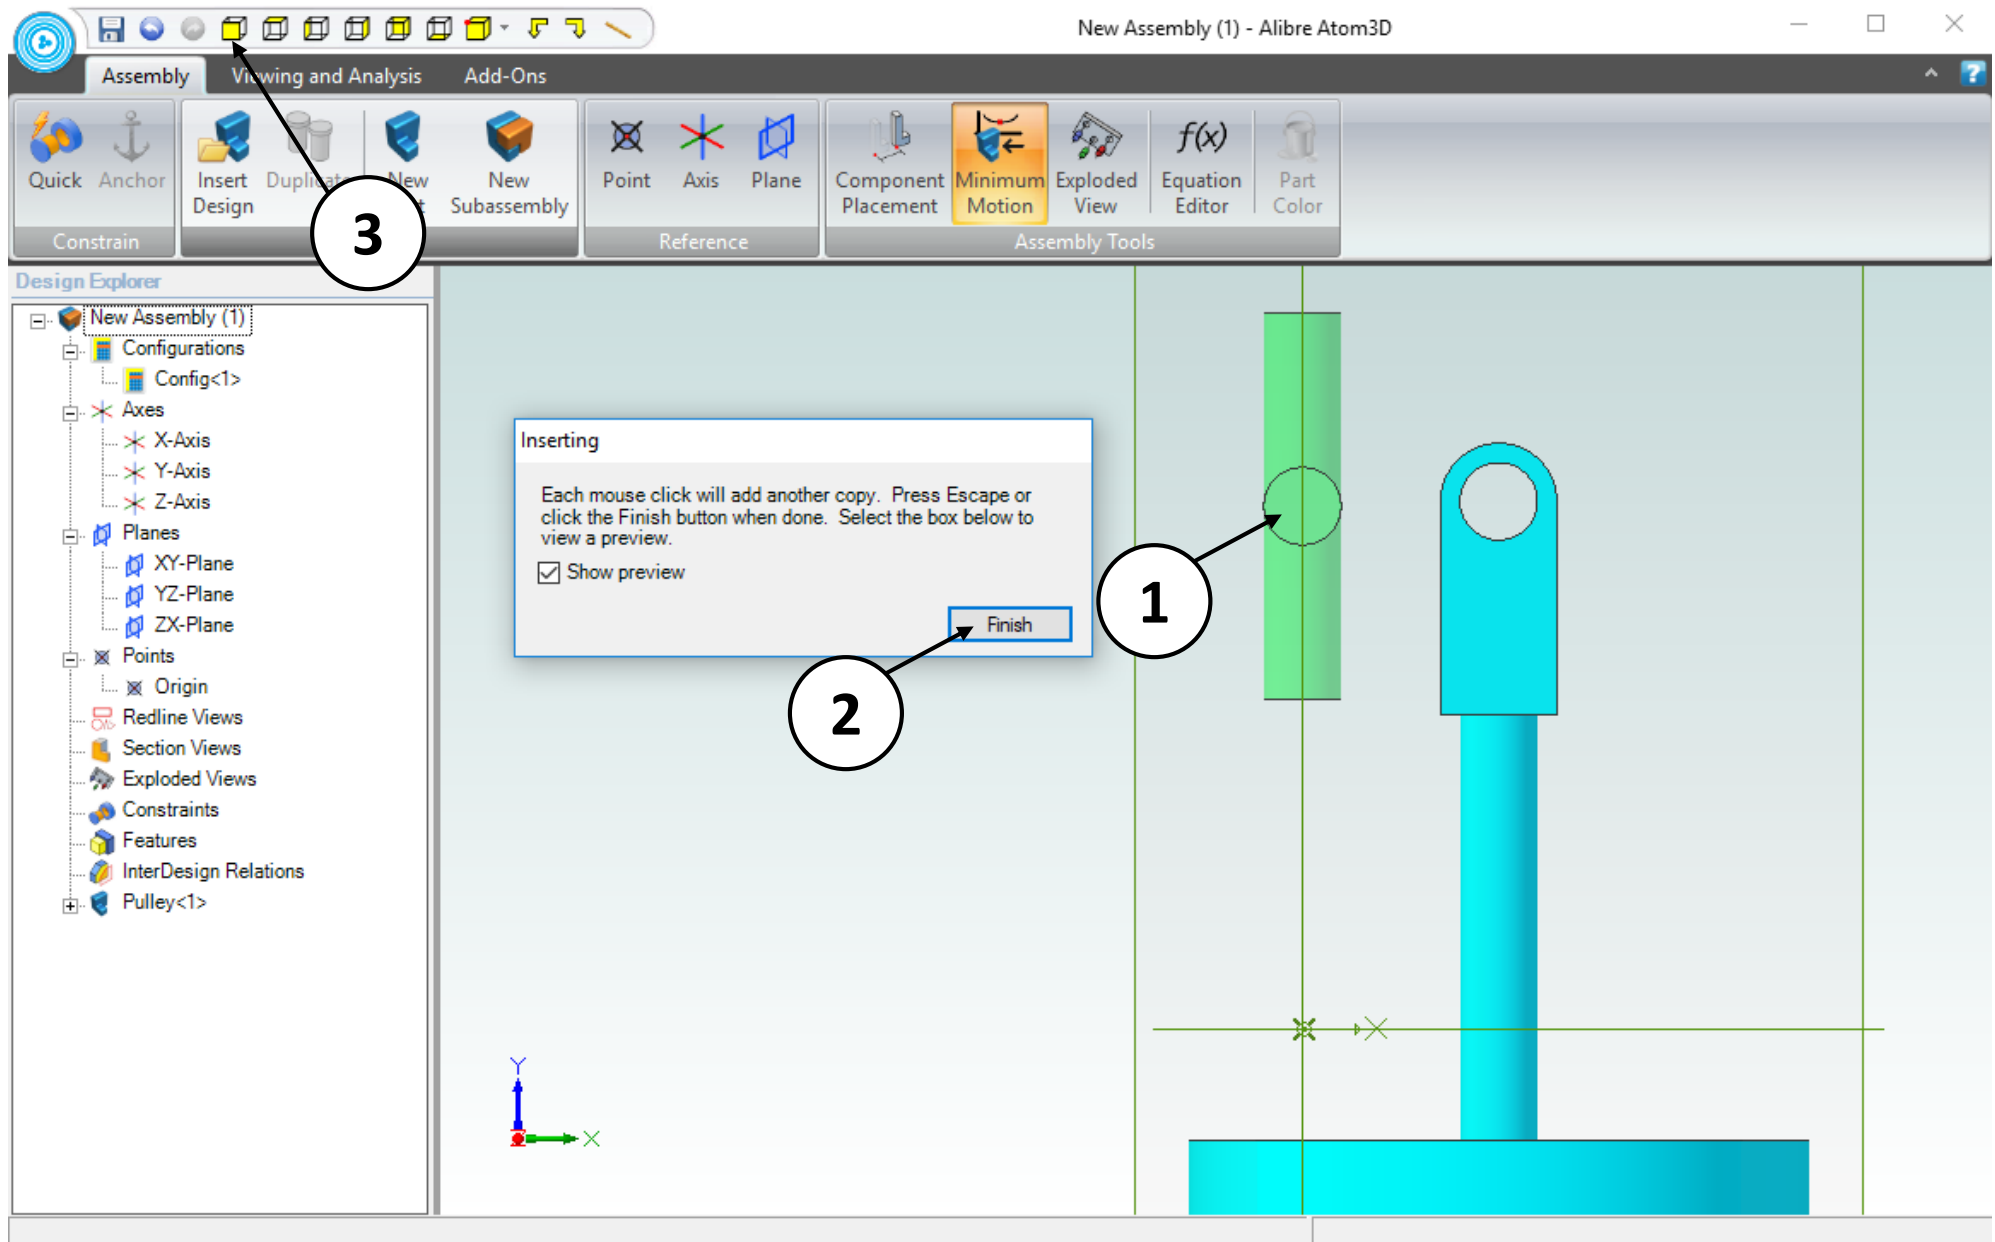 New Assembly (1) - Alibre Atom3D
Assembly
Viewing and Analysis
Add-Ons
?
Quick
Anchor
Insert
Design
Duplicate
New
New
Subassembly
Point
Axis
Plane
Component
Placement
Minimum
Motion
Exploded
View
f(x)
Equation
Editor
Part
Color
Constrain
Reference
Assembly Tools
3
Design Explorer
New Assembly (1)
Configurations
Config<1>
Axes
X-Axis
Y-Axis
Z-Axis
Planes
XY-Plane
YZ-Plane
ZX-Plane
Points
Origin
Redline Views
Section Views
Exploded Views
Constraints
Features
InterDesign Relations
Pulley<1>
Inserting
Each mouse click will add another copy. Press Escape or
click the Finish button when done. Select the box below to
view a preview.
Show preview
Finish
1
2
X
Y
X